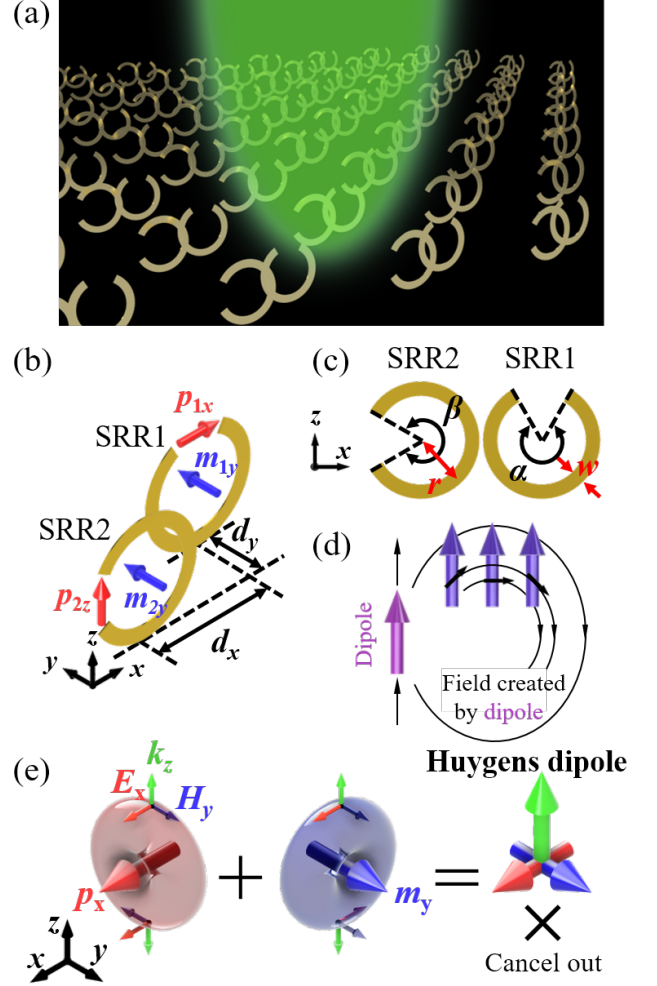 (a)
(b)
SRR1
p1x
m1y
SRR2
p2z
m2y
dy
dx
z
y
x
(c)
SRR2
SRR1
z
x
β
r
α
w
(d)
Dipole
Field created
by dipole
(e)
kz
Ex
Hy
px
+
my
=
Huygens dipole
×
Cancel out
z
x
y